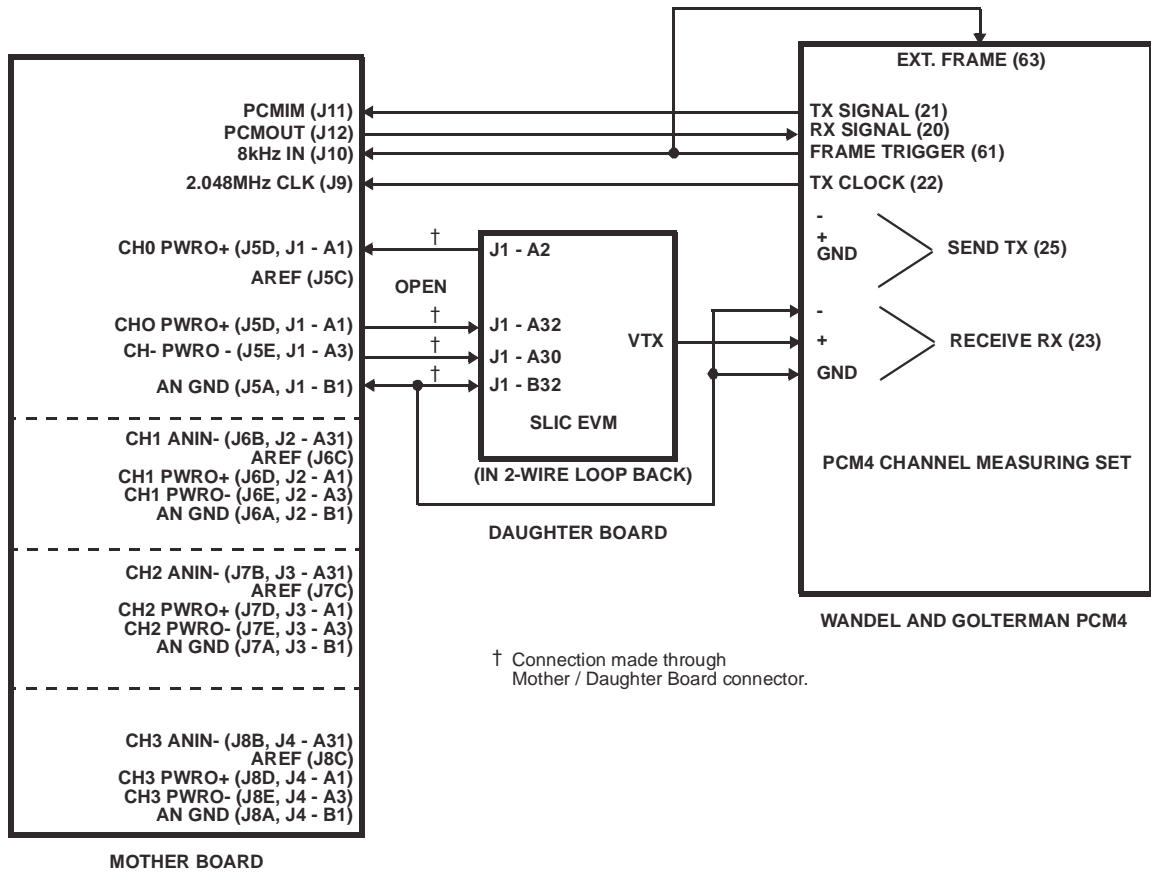 EXT. FRAME (63)
PCMIM (J11)
PCMOUT (J12)
8kHz IN (J10)
2.048MHz CLK (J9)
TX SIGNAL (21)
RX SIGNAL (20)
FRAME TRIGGER (61)
TX CLOCK (22)
-
+
GND
SEND TX (25)
CH0 PWRO+ (J5D, J1 - A1)
AREF (J5C)
CHO PWRO+ (J5D, J1 - A1)
CH- PWRO - (J5E, J1 - A3)
AN GND (J5A, J1 - B1)
†
OPEN
†
†
†
J1 - A2
J1 - A32
J1 - A30
J1 - B32
VTX
SLIC EVM
(IN 2-WIRE LOOP BACK)
DAUGHTER BOARD
-
+
GND
RECEIVE RX (23)
PCM4 CHANNEL MEASURING SET
WANDEL AND GOLTERMAN PCM4
CH1 ANIN- (J6B, J2 - A31)
AREF (J6C)
CH1 PWRO+ (J6D, J2 - A1)
CH1 PWRO- (J6E, J2 - A3)
AN GND (J6A, J2 - B1)
CH2 ANIN- (J7B, J3 - A31)
AREF (J7C)
CH2 PWRO+ (J7D, J3 - A1)
CH2 PWRO- (J7E, J3 - A3)
AN GND (J7A, J3 - B1)
† Connection made through
Mother / Daughter Board connector.
CH3 ANIN- (J8B, J4 - A31)
AREF (J8C)
CH3 PWRO+ (J8D, J4 - A1)
CH3 PWRO- (J8E, J4 - A3)
AN GND (J8A, J4 - B1)
MOTHER BOARD